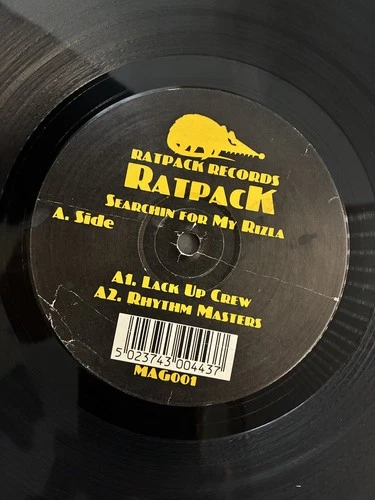 RATPACK RECORDS
RATPACK
SEARCHIN FOR MY RIZLA
A. Side
A1. LACK UP CREW
A2. RHYTHM MASTERS
5 023743 004437
MAG001